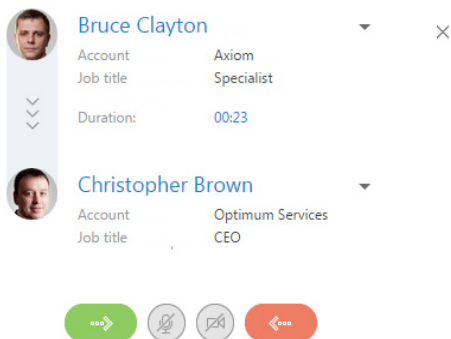 Bruce Clayton
Account Axiom
Job title Specialist
Duration: 00:23
Christopher Brown
Account Optimum Services
Job title CEO